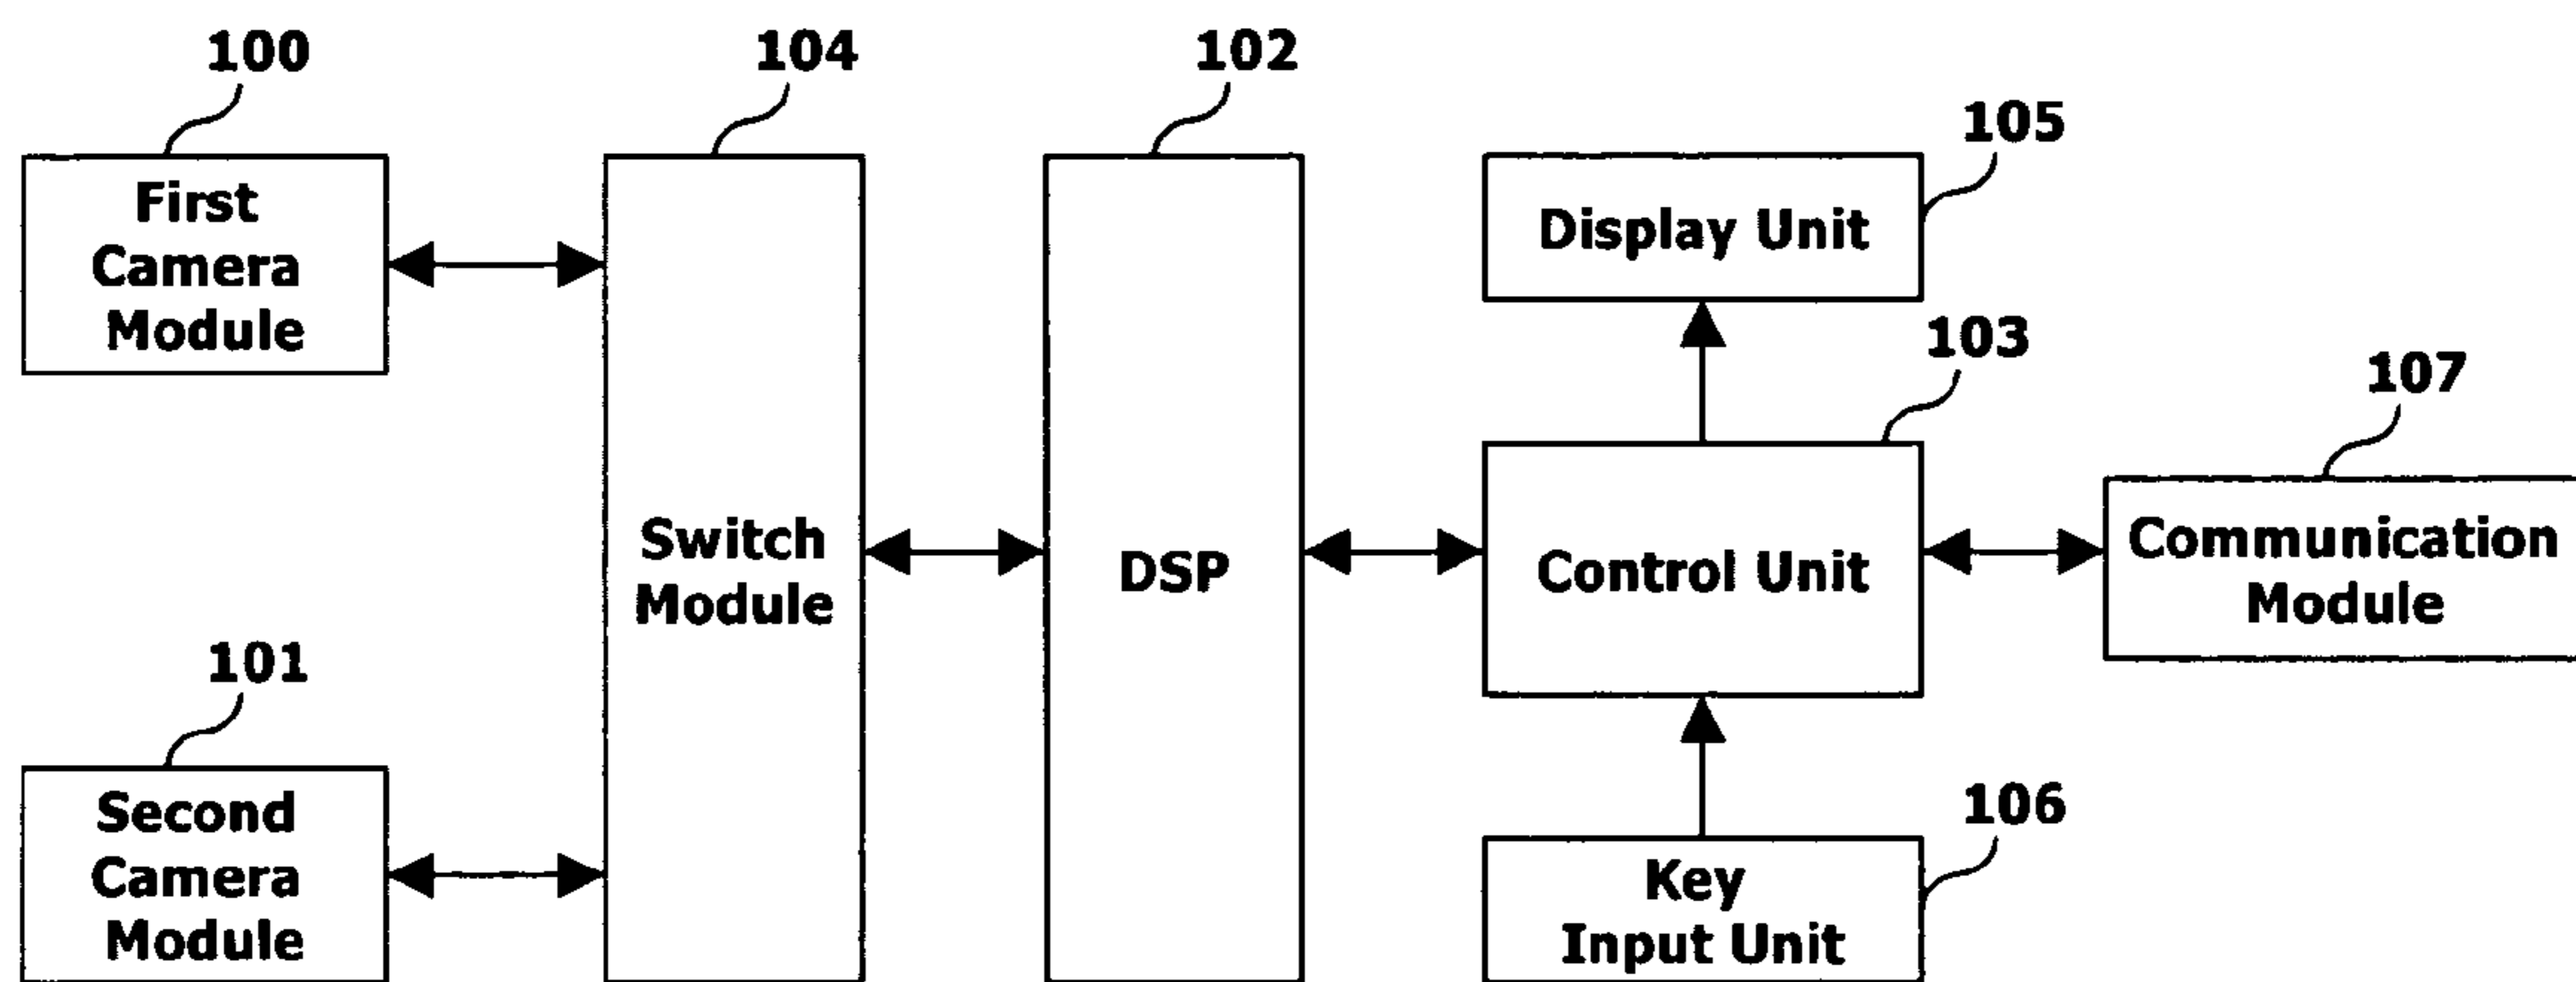 100
104
102
105
First
Camera
Module
Display Unit
103
107
Switch
Module
DSP
Control Unit
Communication
Module
101
106
Second
Camera
Module
Key
Input Unit